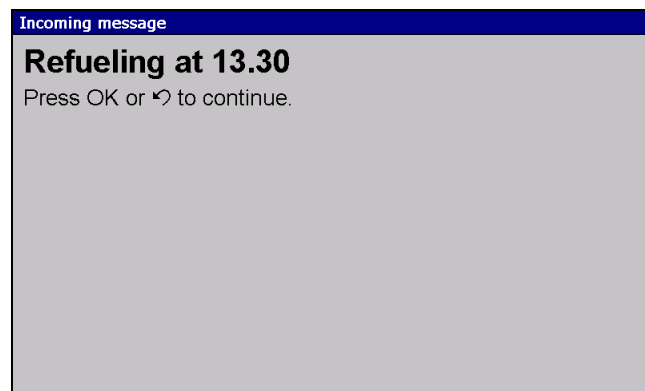 Incoming message
Refueling at 13.30
Press OK or ↶ to continue.